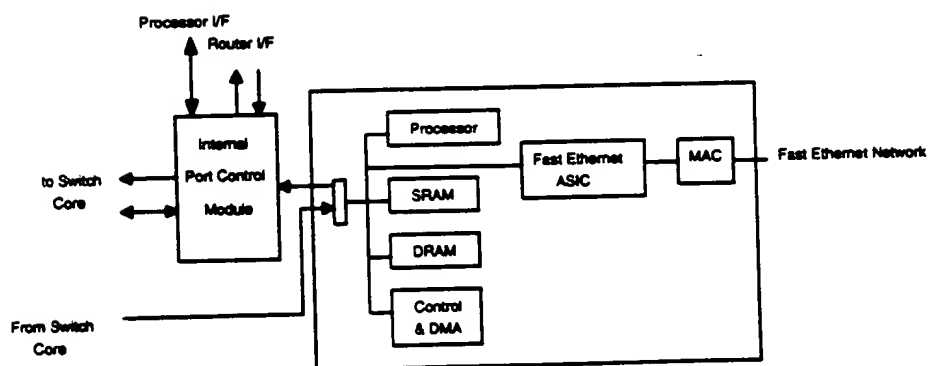 Processor I/F
Router I/F
Internal
Port Control
Module
to Switch
Core
From Switch
Core
Processor
SRAM
DRAM
Control
& DMA
Fast Ethernet
ASIC
MAC
Fast Ethernet Network